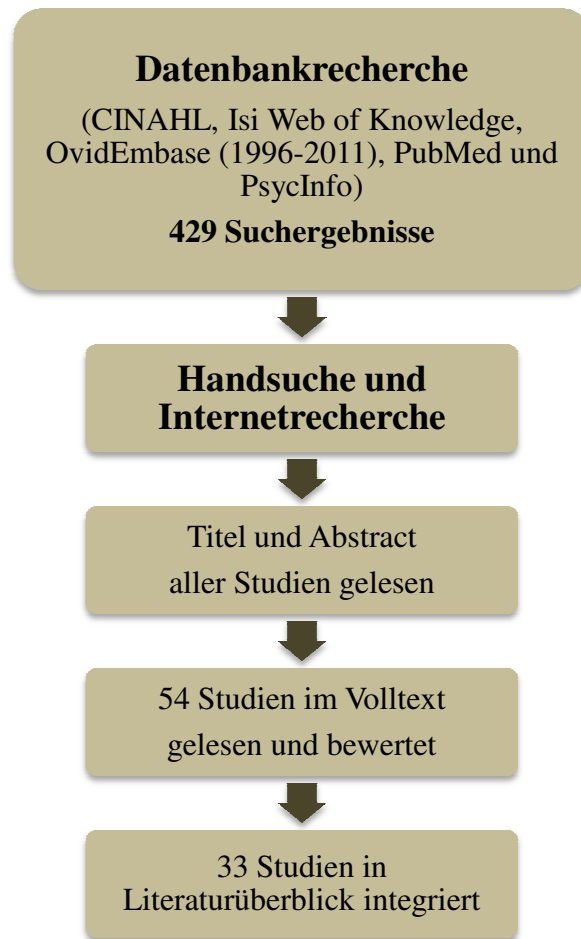 Datenbankrecherche
(CINAHL, Isi Web of Knowledge,
OvidEmbase (1996-2011), PubMed und
PsycInfo)
429 Suchergebnisse
Handsuche und
Internetrecherche
Titel und Abstract
aller Studien gelesen
54 Studien im Volltext
gelesen und bewertet
33 Studien in
Literaturüberblick integriert